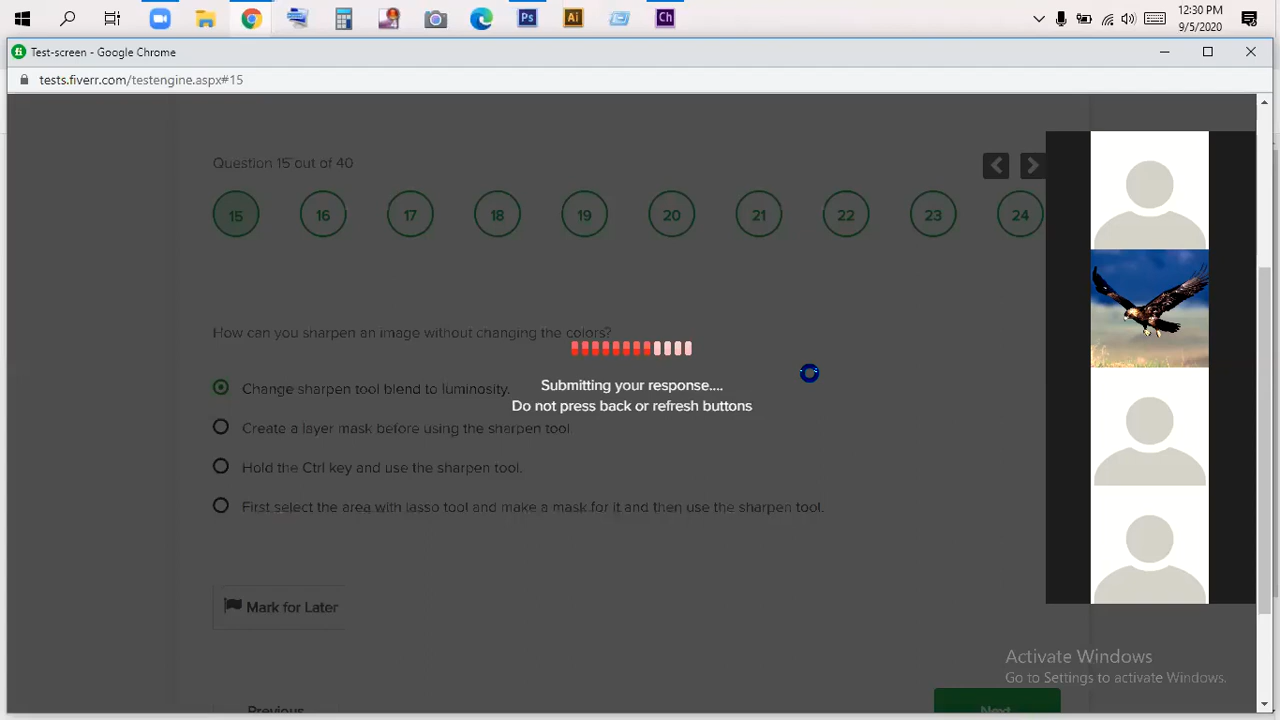 Ps
Ai
Ch
12:30 PM
9/5/2020
Test-screen - Google Chrome
tests.fiverr.com/testengine.aspx#15
Question 15 out of 40
15 16 17 18 19 20 21 22 23 24
How can you sharpen an image without changing the colors?
Submitting your response....
Do not press back or refresh buttons
Change sharpen tool blend to luminosity.
Create a layer mask before using the sharpen tool
Hold the Ctrl key and use the sharpen tool.
First select the area with lasso tool and make a mask for it and then use the sharpen tool.
Mark for Later
Activate Windows
Go to Settings to activate Windows.
Previous
Next